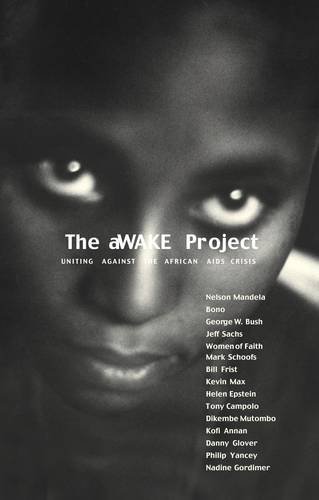 The aWAKE Project
UNITING AGAINST THE AFRICAN AIDS CRISIS
Nelson Mandela
Bono
George W. Bush
Jeff Sachs
Women of Faith
Mark Schoofs
Bill Frist
Kevin Max
Helen Epstein
Tony Campolo
Dikembe Mutombo
Kofi Annan
Danny Glover
Philip Yancey
Nadine Gordimer